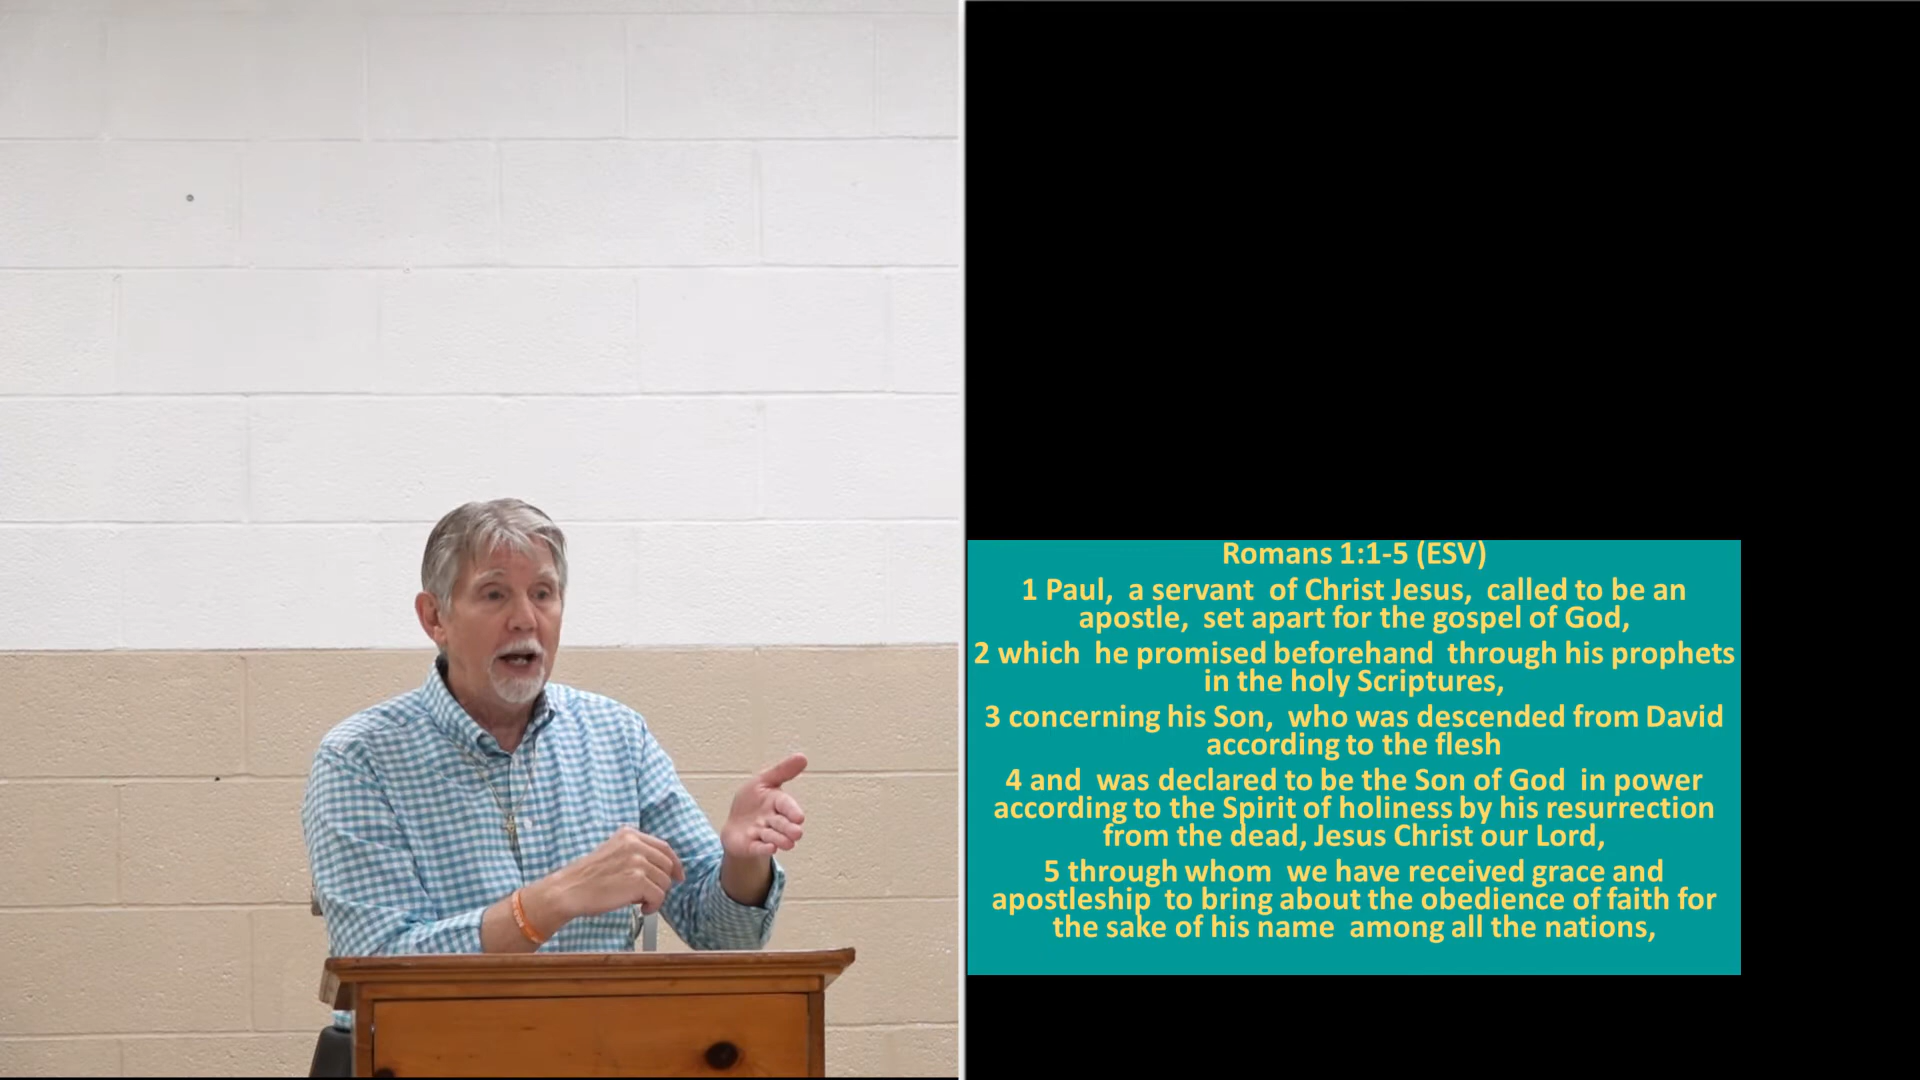 Romans 1:1-5 (ESV)
1 Paul, a servant of Christ Jesus, called to be an
apostle, set apart for the gospel of God,
2 which he promised beforehand through his prophets
in the holy Scriptures,
3 concerning his Son, who was descended from David
according to the flesh
4 and was declared to be the Son of God in power
according to the Spirit of holiness by his resurrection
from the dead, Jesus Christ our Lord,
5 through whom we have received grace and
apostleship to bring about the obedience of faith for
the sake of his name among all the nations,